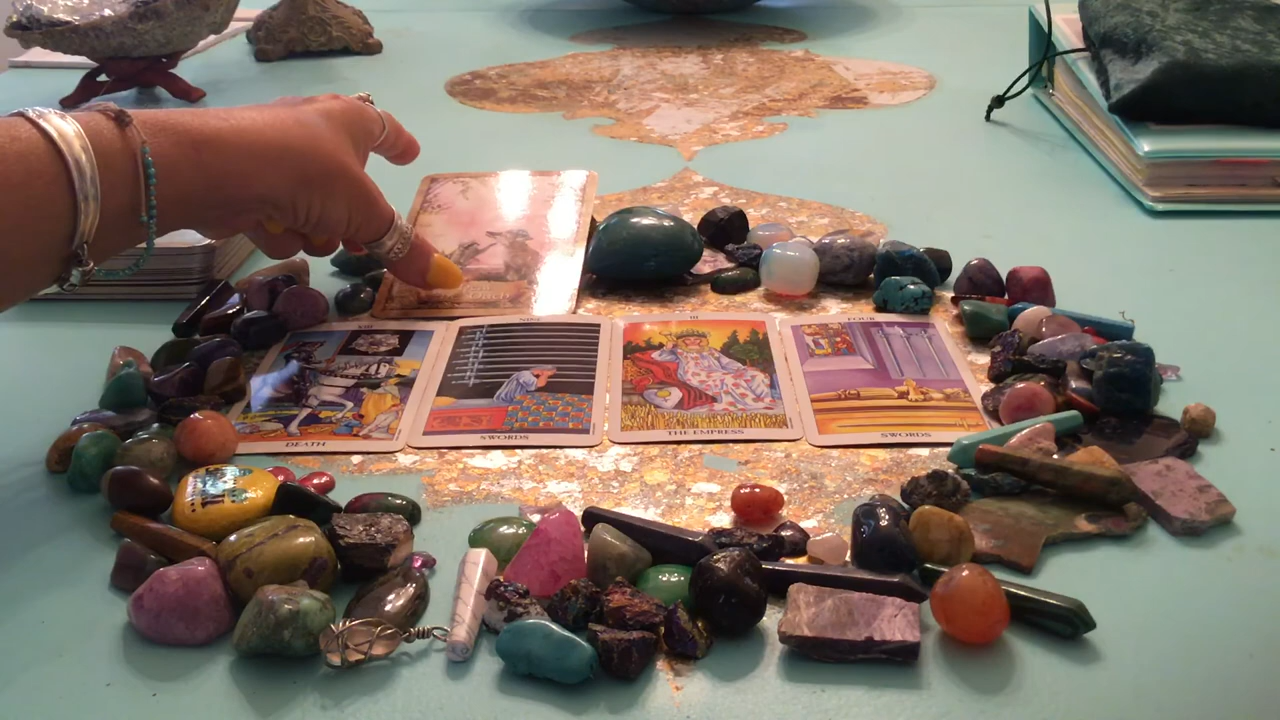 XIII
DEATH
NINE
SWORDS
III
THE EMPRESS
FOUR
SWORDS